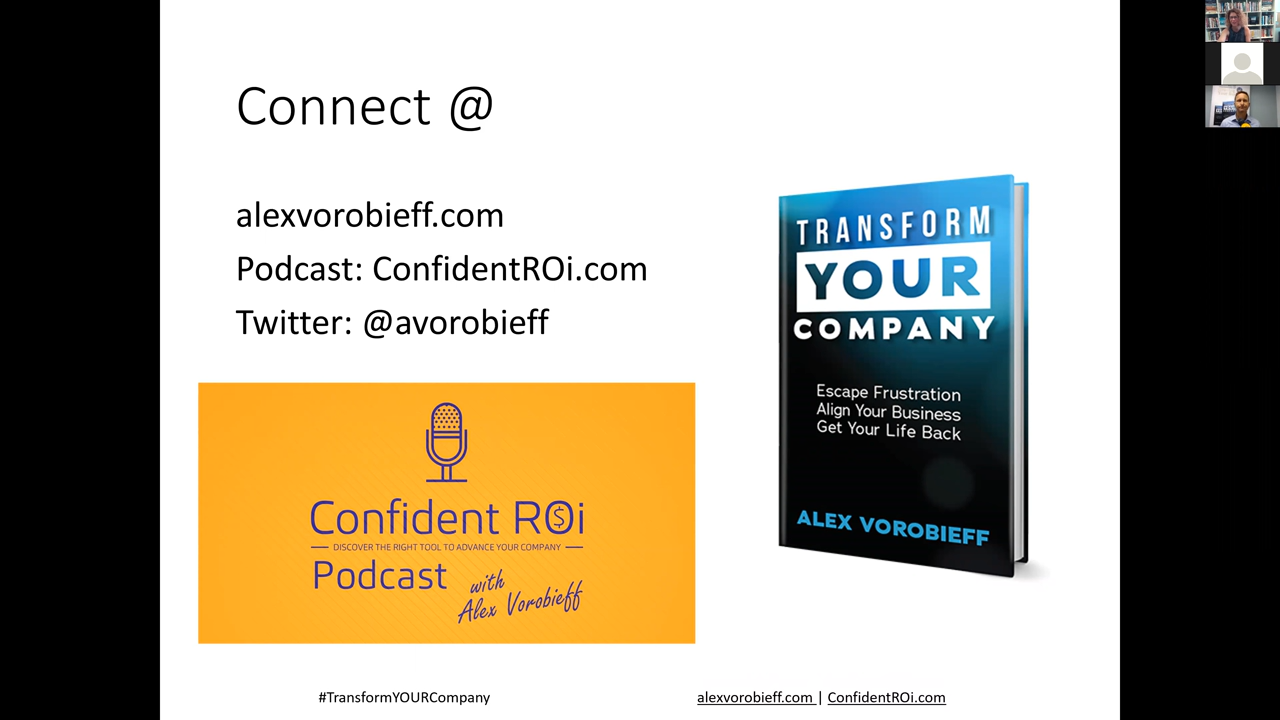 Connect @
alexvorobieff.com
Podcast: ConfidentROi.com
Twitter: @avorobieff
TRANSFORM
YOUR
COMPANY
Escape Frustration
Align Your Business
Get Your Life Back
ALEX VOROBIEFF
Confident ROi
DISCOVER THE RIGHT TOOL TO ADVANCE YOUR COMPANY
Podcast with
Alex Vorobieff
#TransformYOURCompany
alexvorobieff.com | ConfidentROi.com